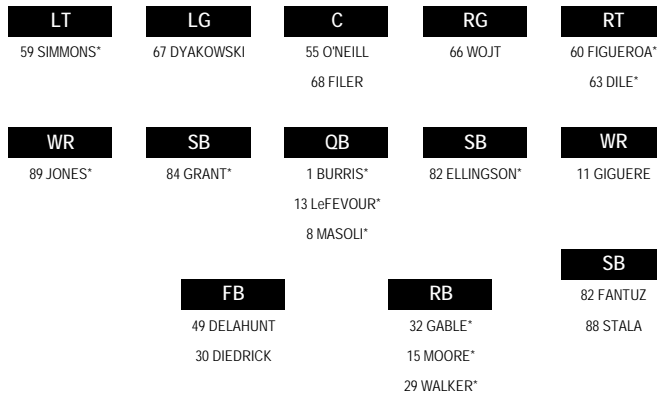 LT LG C RG RT
59 SIMMONS* 67 DYAKOWSKI 55 O'NEILL 66 WOJT 60 FIGUEROA*
68 FILER 63 DILE*
WR SB QB SB WR
89 JONES* 84 GRANT* 1 BURRIS* 82 ELLINGSON* 11 GIGUERE
13 LeFEVOUR*
8 MASOLI*
SB
FB RB 82 FANTUZ
49 DELAHUNT 32 GABLE* 88 STALA
30 DIEDRICK 15 MOORE*
29 WALKER*